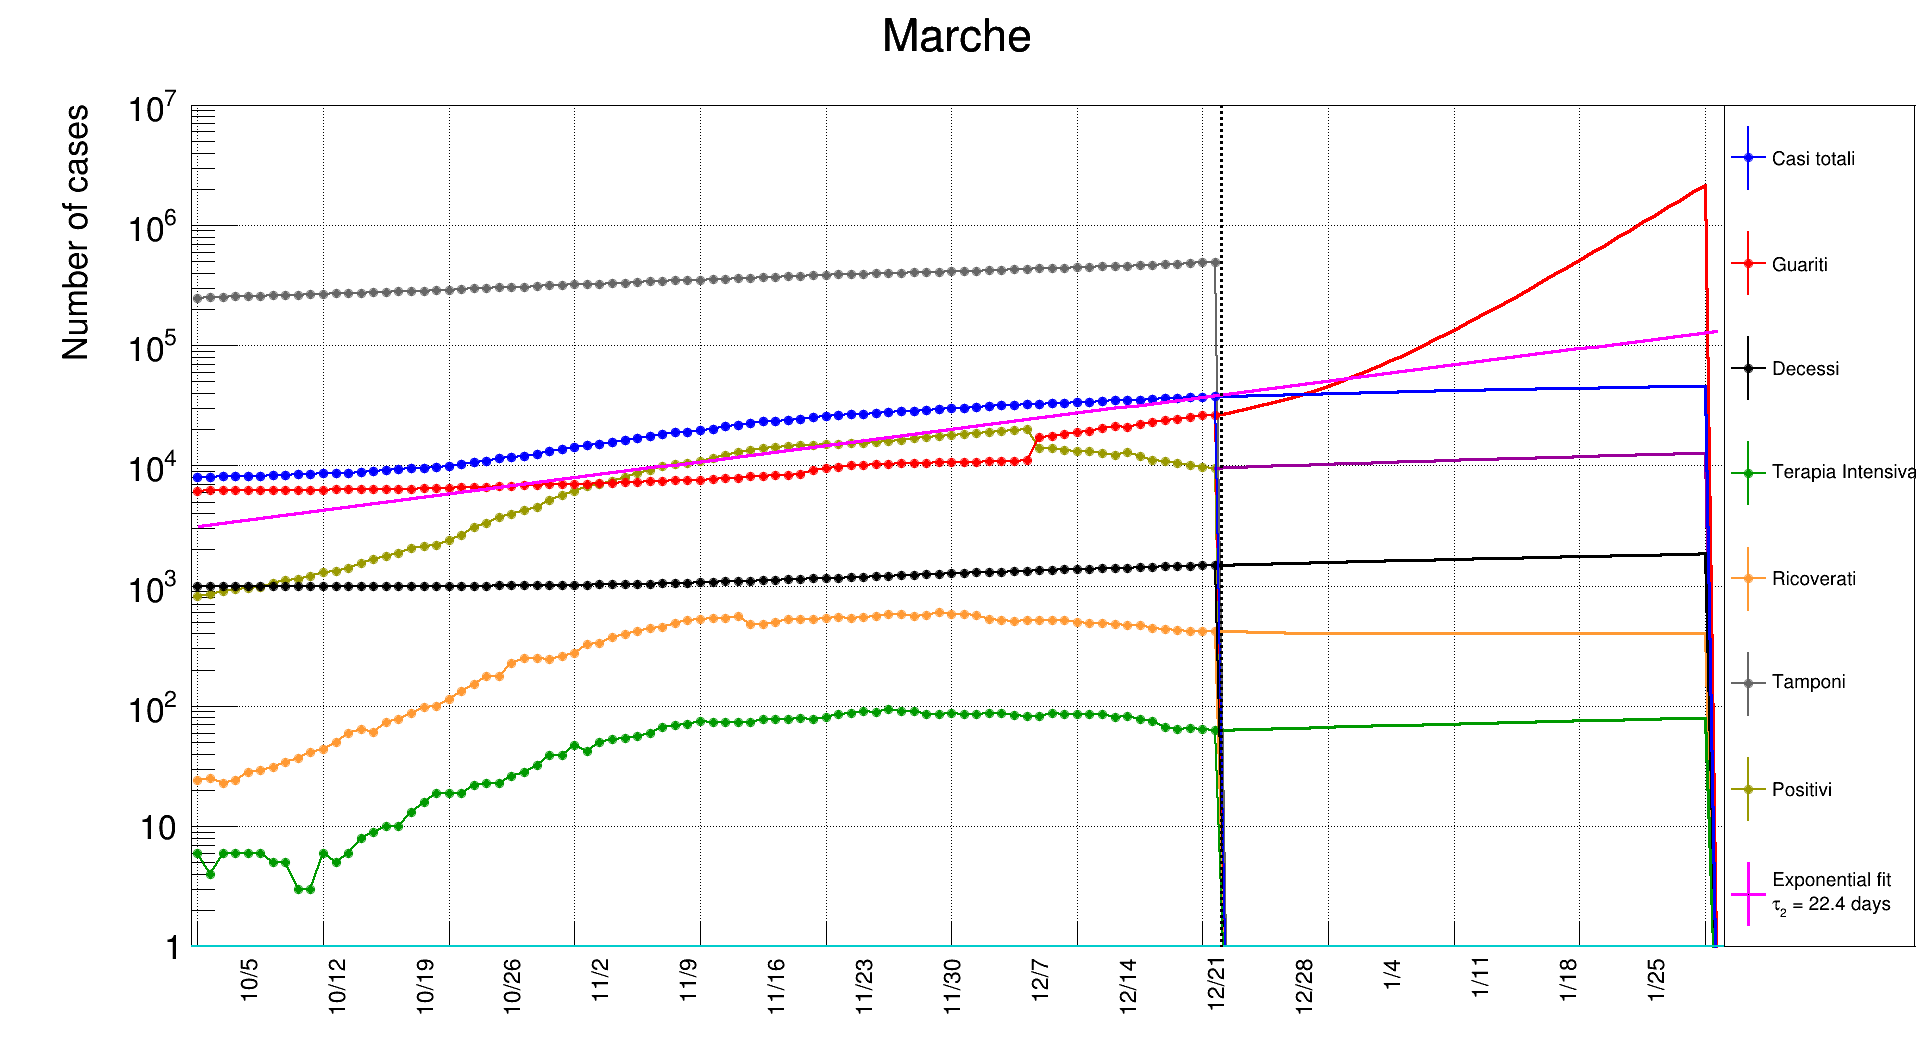 Marche
Number of cases
10^7
10^6
10^5
10^4
10^3
10^2
10
1
10/5
10/12
10/19
10/26
11/2
11/9
11/16
11/23
11/30
12/7
12/14
12/21
12/28
1/4
1/11
1/18
1/25
Casi totali
Guariti
Decessi
Terapia Intensiva
Ricoverati
Tamponi
Positivi
Exponential fit
τ₂ = 22.4 days